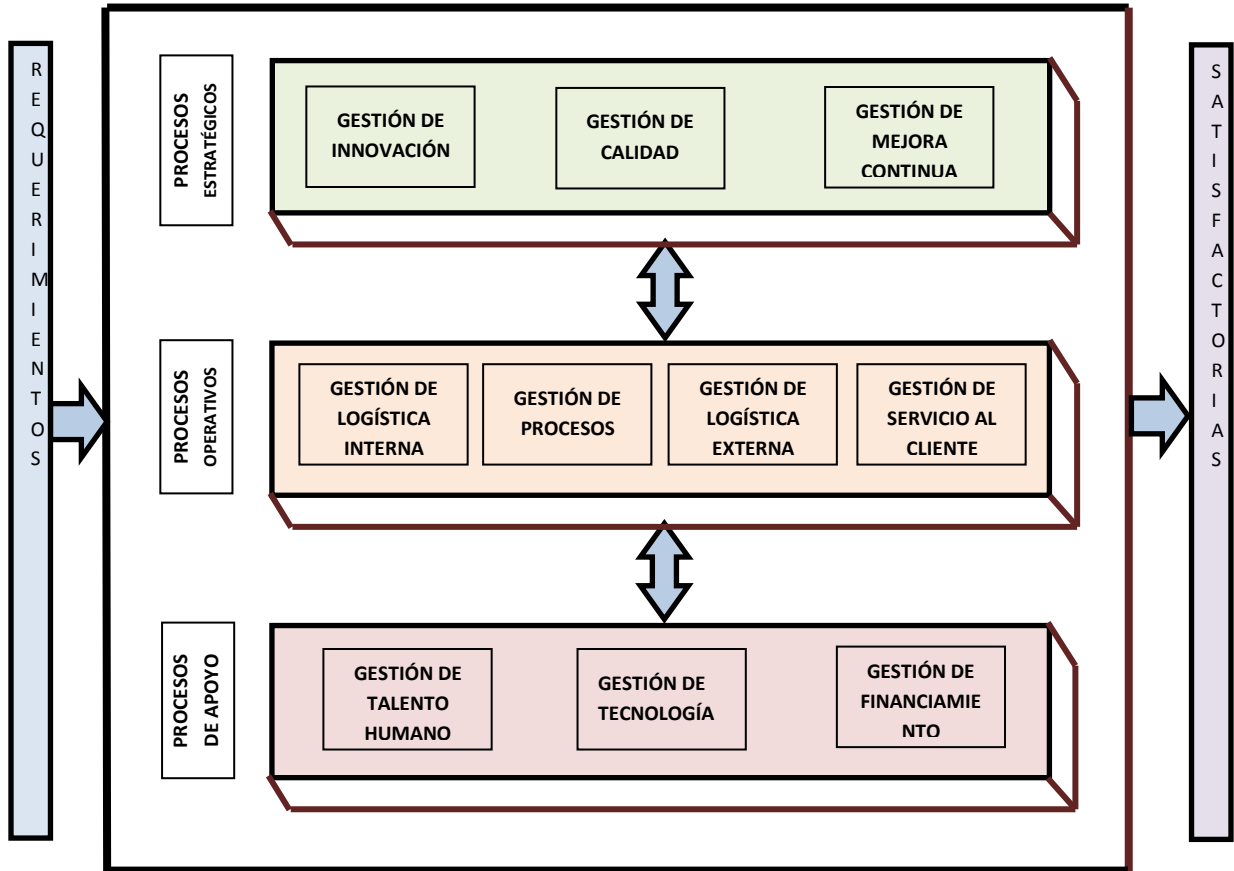 REQUERIMIENTOS
PROCESOS
ESTRATÉGICOS
GESTIÓN DE
INNOVACIÓN
GESTIÓN DE
CALIDAD
GESTIÓN DE
MEJORA
CONTINUA
PROCESOS
OPERATIVOS
GESTIÓN DE
LOGÍSTICA
INTERNA
GESTIÓN DE
PROCESOS
GESTIÓN DE
LOGÍSTICA
EXTERNA
GESTIÓN DE
SERVICIO AL
CLIENTE
PROCESOS
DE APOYO
GESTIÓN DE
TALENTO
HUMANO
GESTIÓN DE
TECNOLOGÍA
GESTIÓN DE
FINANCIAMIE
NTO
SATISFACTORIAS